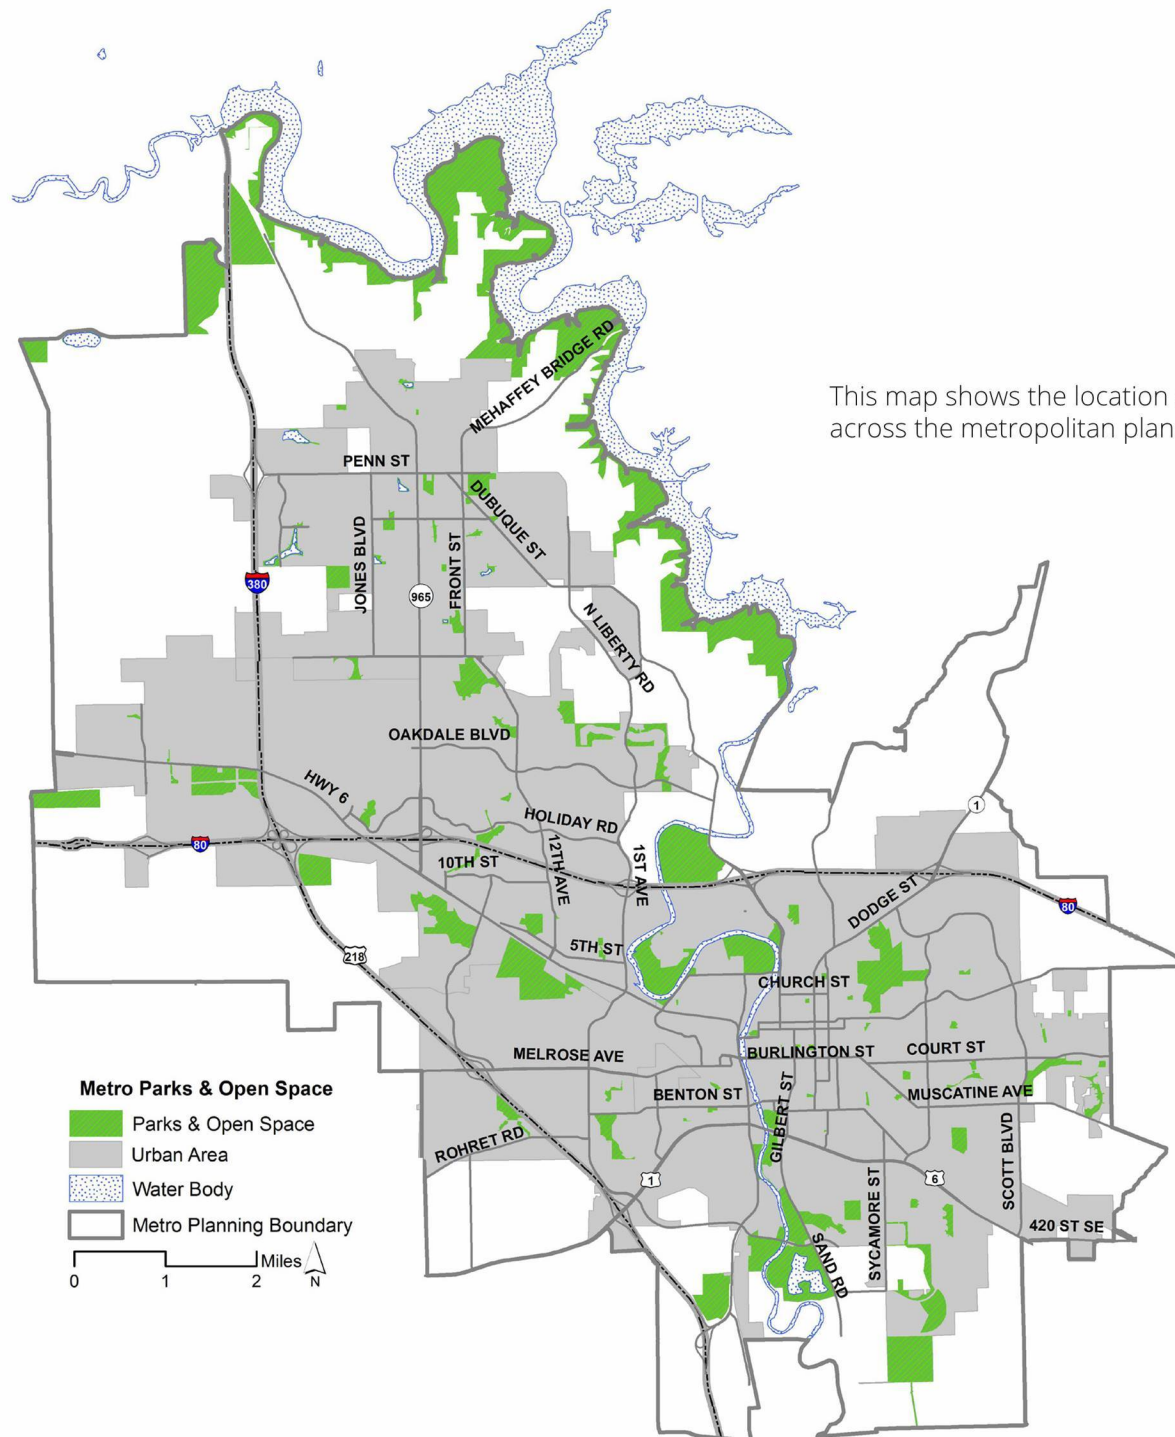 This map shows the location
across the metropolitan plan
MEHAFFEY BRIDGE RD
PENN ST
DUBUQUE ST
JONES BLVD
FRONT ST
380
965
N LIBERTY RD
OAKDALE BLVD
HWY 6
HOLIDAY RD
1
80
10TH ST
12TH AVE
1ST AVE
DODGE ST
80
218
5TH ST
CHURCH ST
MELROSE AVE
BURLINGTON ST
COURT ST
BENTON ST
MUSCATINE AVE
GILBERT ST
ROHRET RD
SCOTT BLVD
1
6
SYCAMORE ST
420 ST SE
SAND RD
Metro Parks & Open Space
Parks & Open Space
Urban Area
Water Body
Metro Planning Boundary
Miles
0 1 2
N